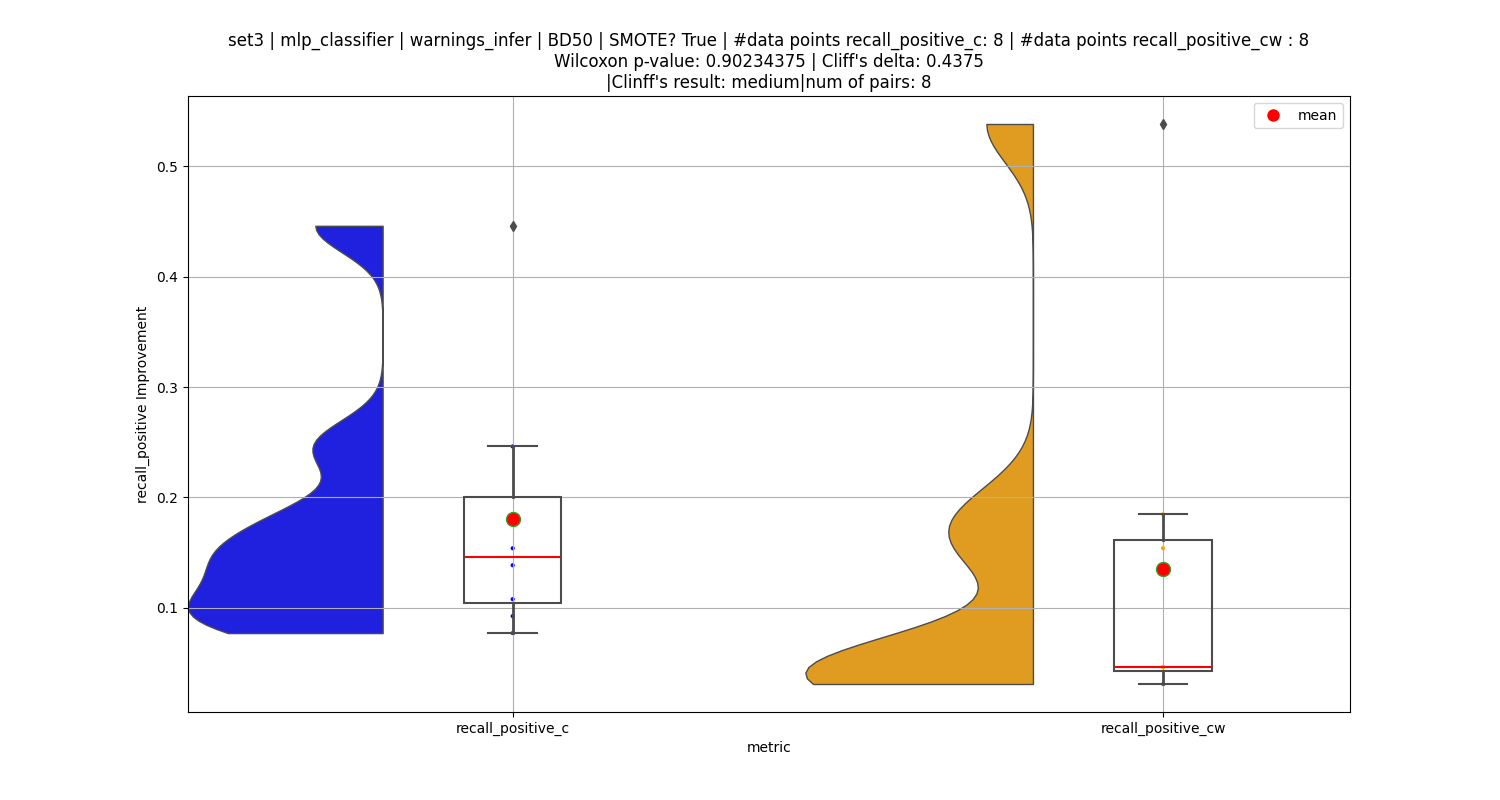 set3 | mlp_classifier | warnings_infer | BD50 | SMOTE? True | #data points recall_positive_c: 8 | #data points recall_positive_cw : 8
Wilcoxon p-value: 0.90234375 | Cliff's delta: 0.4375
|Clinff's result: medium|num of pairs: 8
mean
0.5
0.4
0.3
0.2
0.1
recall_positive Improvement
recall_positive_c
recall_positive_cw
metric